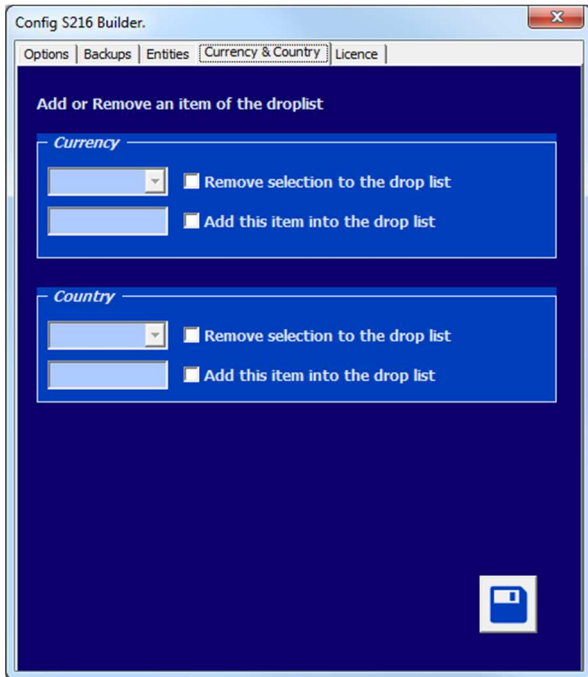 Config S216 Builder.
Options Backups Entities Currency & Country Licence
Add or Remove an item of the droplist
Currency
Remove selection to the drop list
Add this item into the drop list
Country
Remove selection to the drop list
Add this item into the drop list